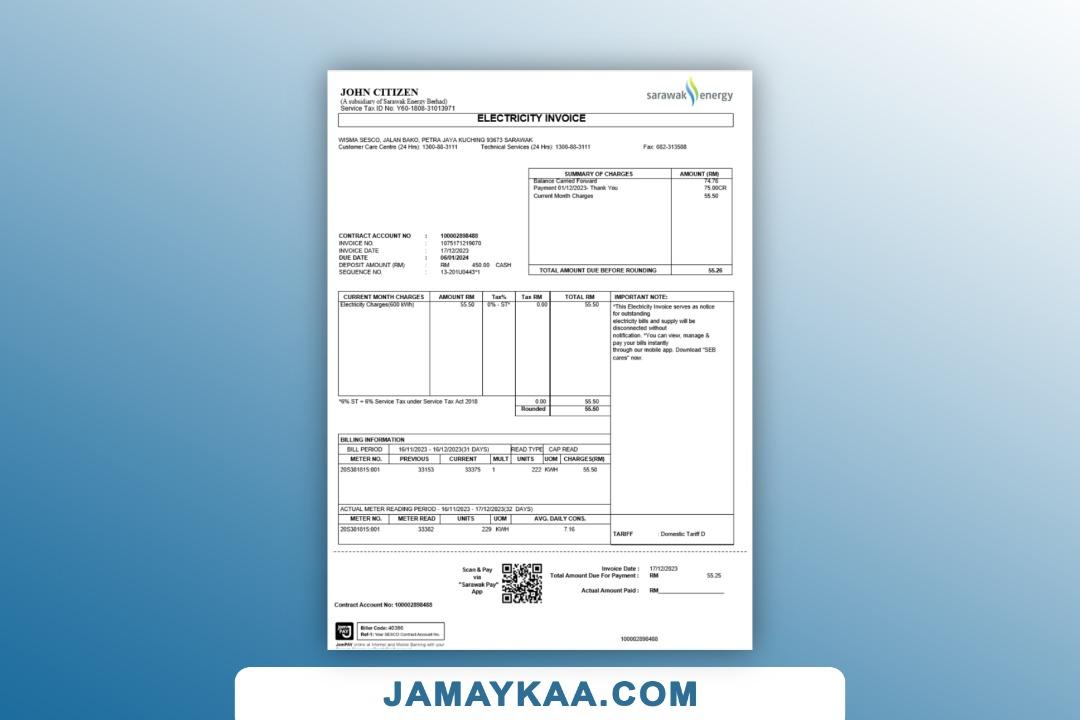 JOHN CITIZEN
(A subsidiary of Sarawak Energy Berhad)
Service Tax ID No. Y60-1808-31013971
sarawak energy
ELECTRICITY INVOICE
WISMA SESCO, JALAN BAKO, PETRA JAYA KUCHING 93673 SARAWAK
Customer Care Centre (24 Hrs): 1300-88-3111 Technical Services (24 Hrs): 1300-88-3111 Fax: 082-313588
SUMMARY OF CHARGES AMOUNT (RM)
Balance Carried Forward 74.76
Payment 01/12/2023- Thank You 75.00CR
Current Month Charges 55.50
TOTAL AMOUNT DUE BEFORE ROUNDING 55.26
CONTRACT ACCOUNT NO : 100002898488
INVOICE NO. : 1075171219070
INVOICE DATE : 17/12/2023
DUE DATE : 06/01/2024
DEPOSIT AMOUNT (RM) : RM 450.00 CASH
SEQUENCE NO. : 13-201U0443*1
CURRENT MONTH CHARGES AMOUNT RM Tax% Tax RM TOTAL RM
Electricity Charges(600 kWh) 55.50 0% - ST* 0.00 55.50
*6% ST = 6% Service Tax under Service Tax Act 2018 0.00 55.50
Rounded 55.50
IMPORTANT NOTE:
*This Electricity Invoice serves as notice
for outstanding
electricity bills and supply will be
disconnected without
notification. *You can view, manage &
pay your bills instantly
through our mobile app. Download "SEB
cares" now.
BILLING INFORMATION
BILL PERIOD 16/11/2023 - 16/12/2023(31 DAYS) READ TYPE CAP READ
METER NO. PREVIOUS CURRENT MULT UNITS UOM CHARGES(RM)
20S381815:001 33153 33375 1 222 KWH 55.50
ACTUAL METER READING PERIOD - 16/11/2023 - 17/12/2023(32 DAYS)
METER NO. METER READ UNITS UOM AVG. DAILY CONS.
20S381815:001 33382 229 KWH 7.16
TARIFF : Domestic Tariff D
Scan & Pay
via
"Sarawak Pay"
App
Invoice Date : 17/12/2023
Total Amount Due For Payment : RM 55.25
Actual Amount Paid : RM
Contract Account No: 100002898488
Biller Code: 40386
Ref-1: Your SESCO Contract Account No.
JomPAY online at Internet and Mobile Banking with your
100002898488
JAMAYKAA.COM